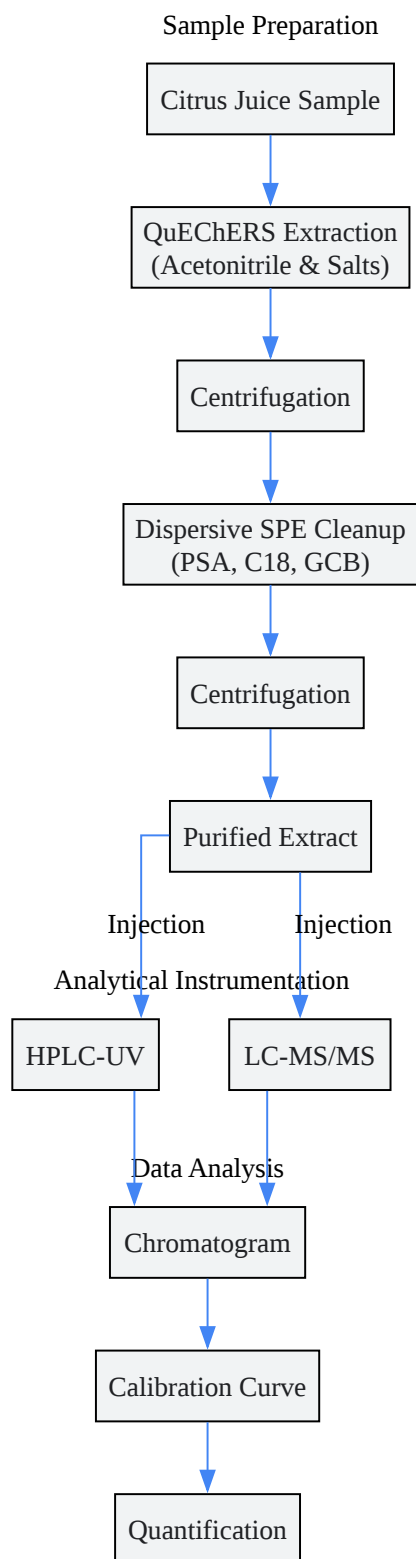 Sample Preparation
Citrus Juice Sample
QuEChERS Extraction
(Acetonitrile & Salts)
Centrifugation
Dispersive SPE Cleanup
(PSA, C18, GCB)
Centrifugation
Purified Extract
Injection
Injection
Analytical Instrumentation
HPLC-UV
LC-MS/MS
Data Analysis
Chromatogram
Calibration Curve
Quantification